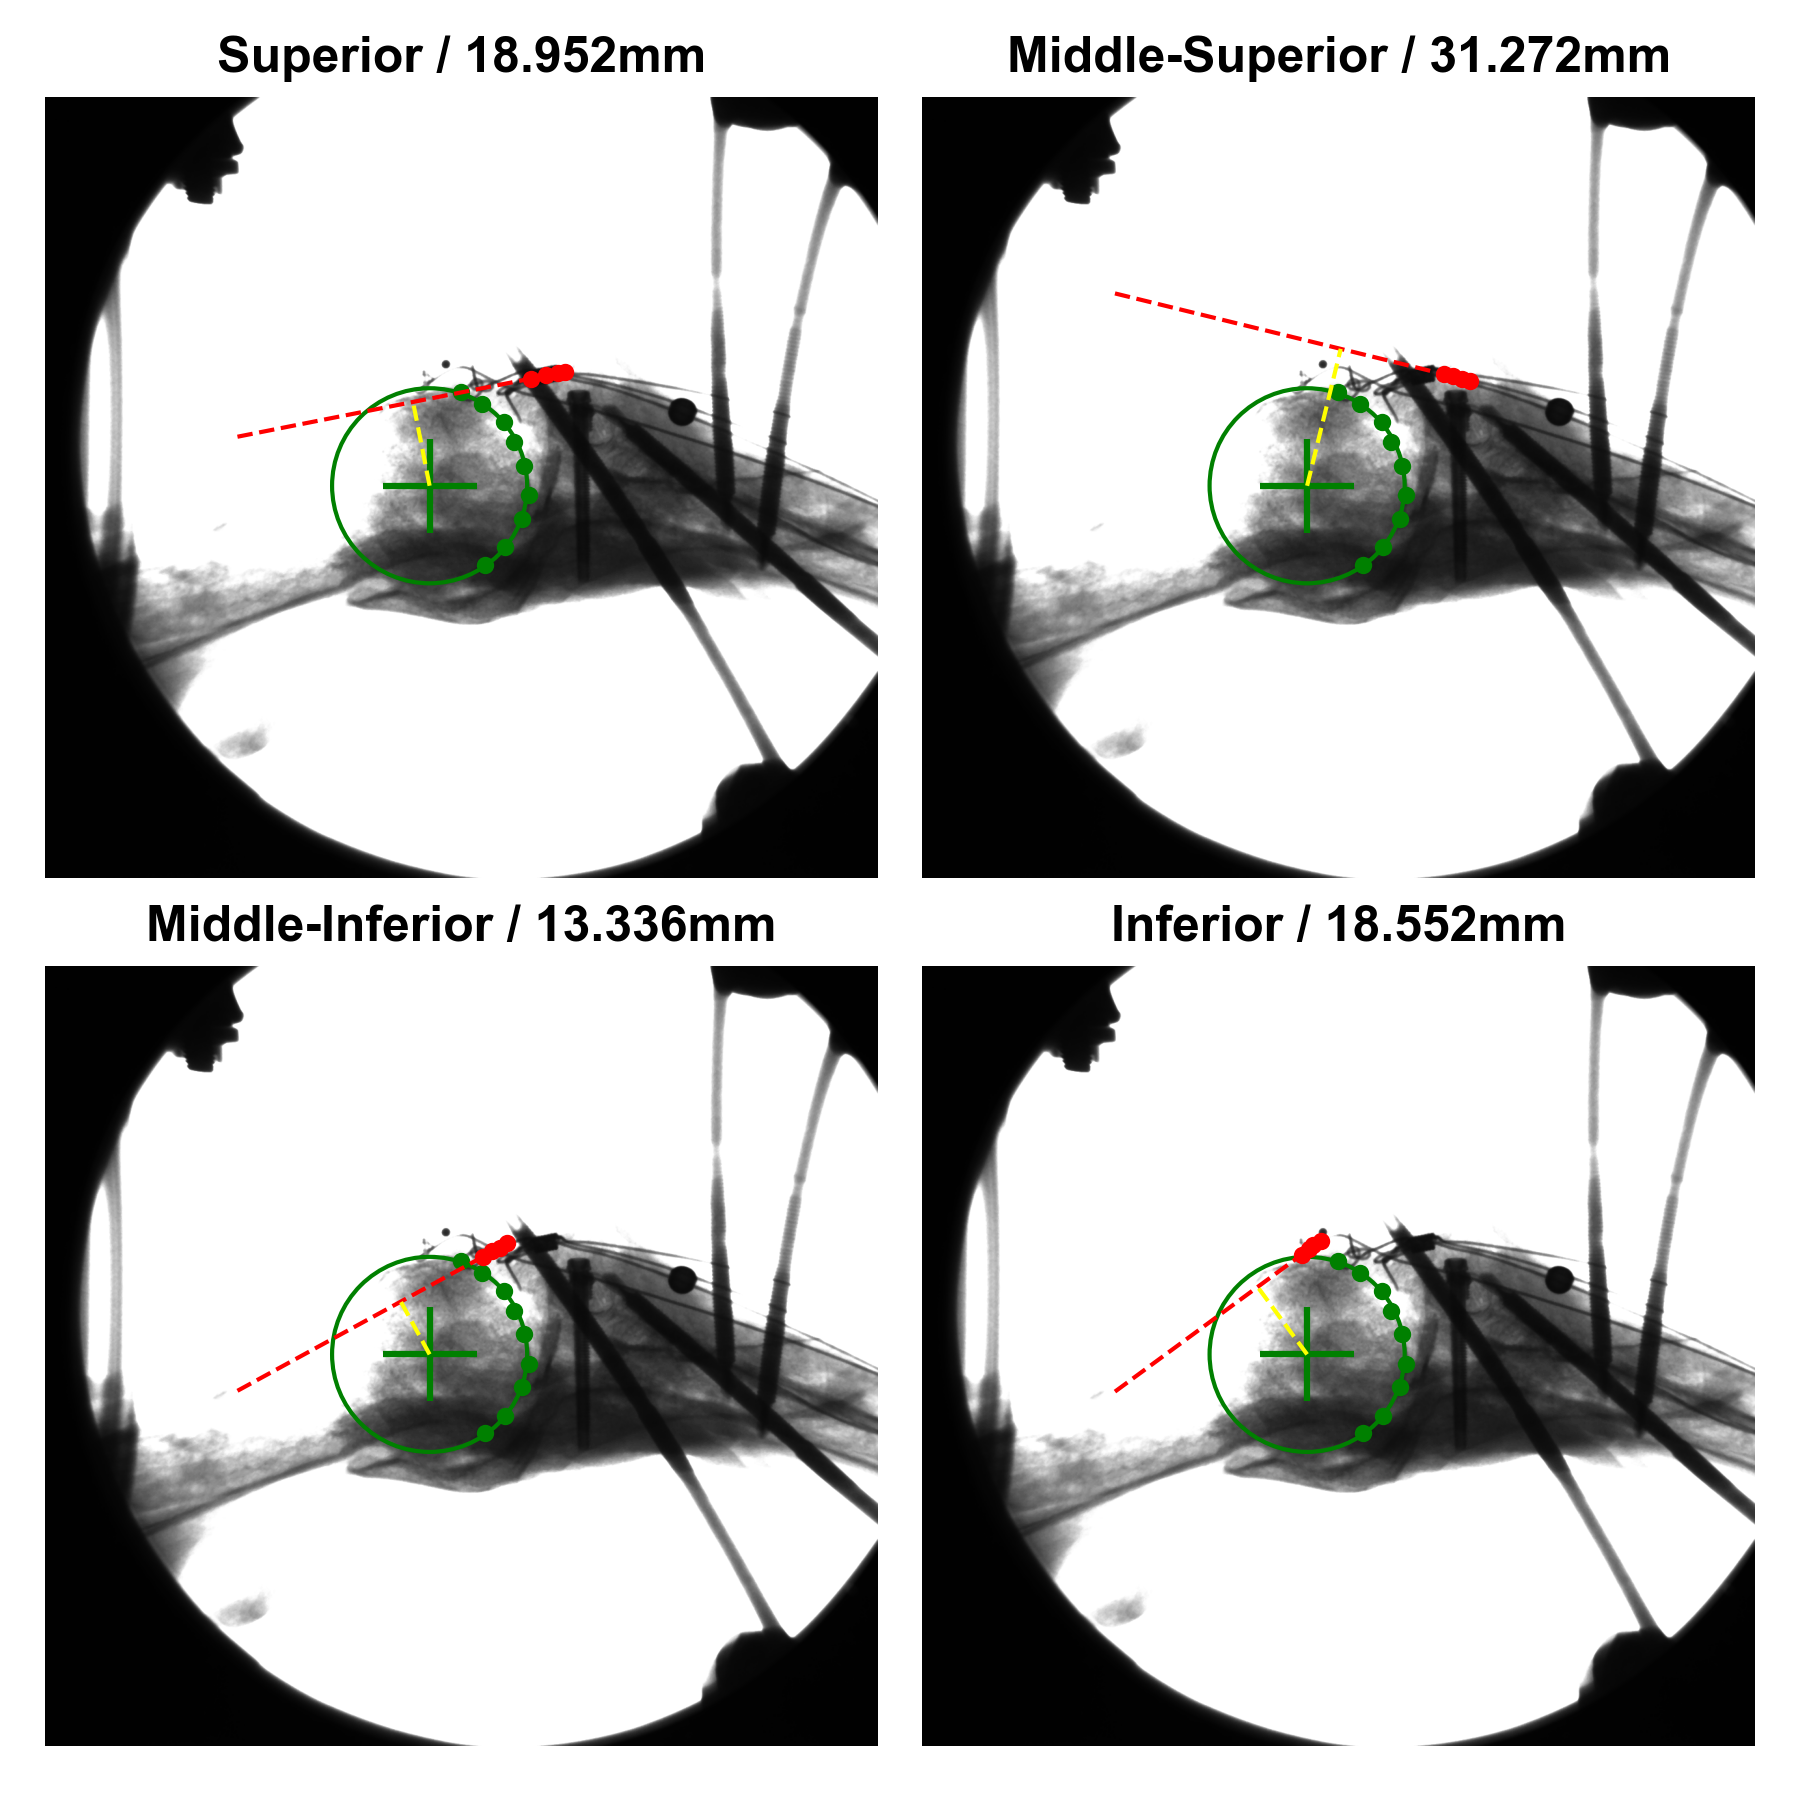 Superior / 18.952mm
Middle-Superior / 31.272mm
Middle-Inferior / 13.336mm
Inferior / 18.552mm